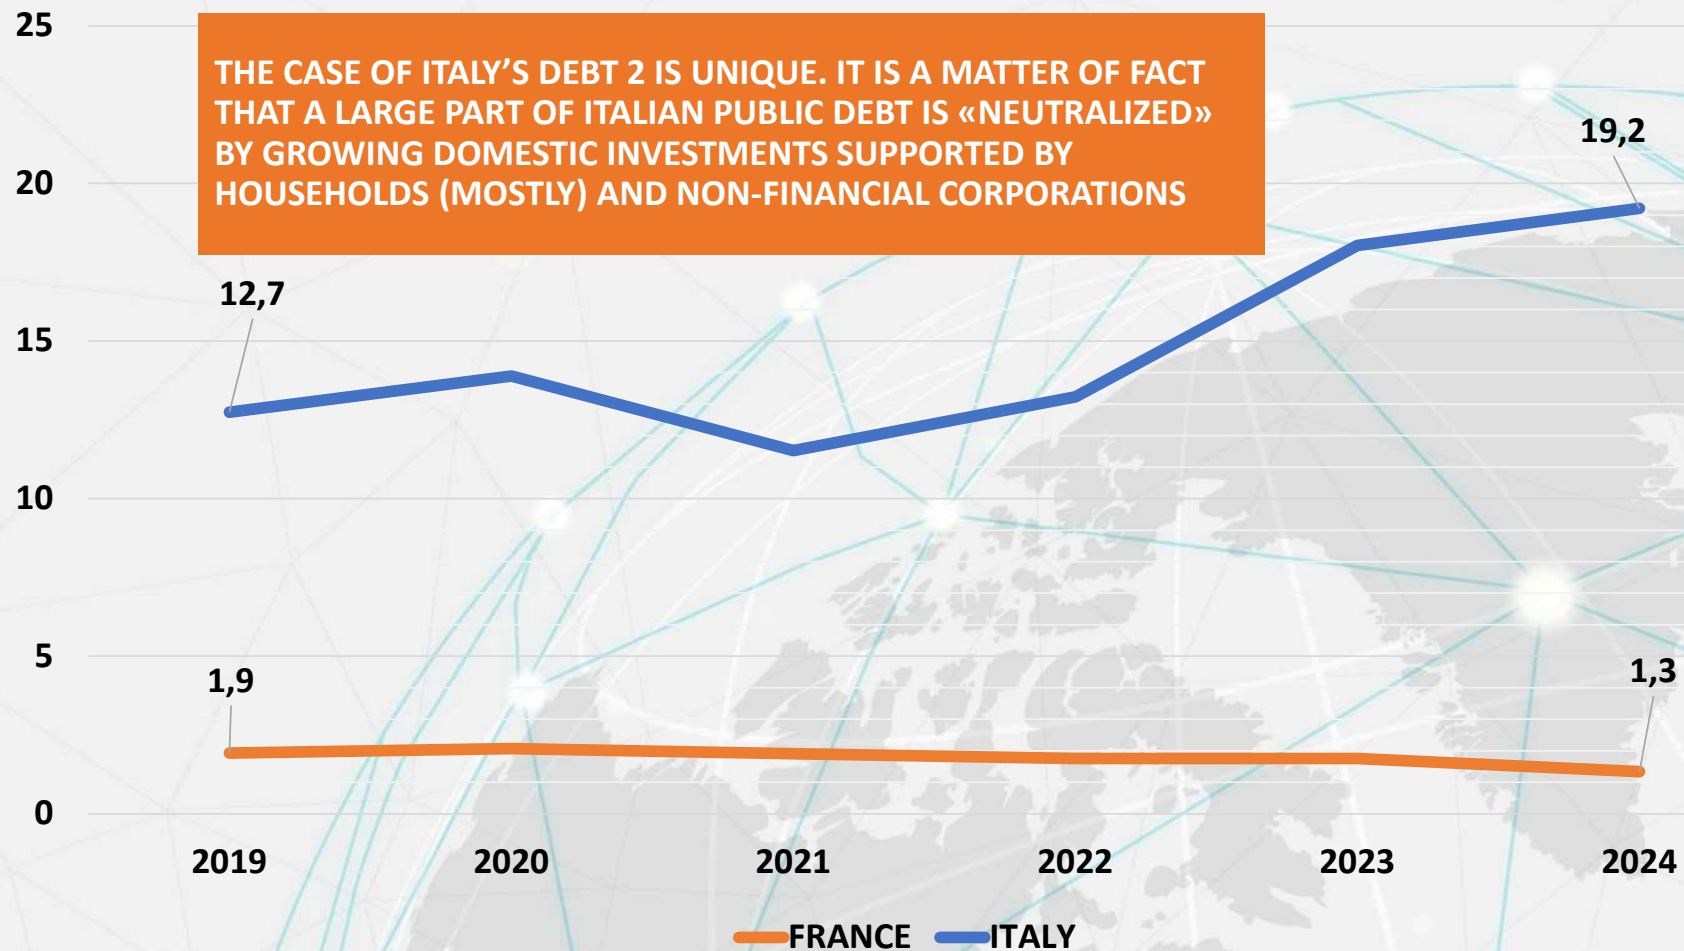 25
THE CASE OF ITALY'S DEBT 2 IS UNIQUE. IT IS A MATTER OF FACT
THAT A LARGE PART OF ITALIAN PUBLIC DEBT IS «NEUTRALIZED»
BY GROWING DOMESTIC INVESTMENTS SUPPORTED BY
HOUSEHOLDS (MOSTLY) AND NON-FINANCIAL CORPORATIONS
19,2
20
12,7
15
10
5
1,9
1,3
0
2019 2020 2021 2022 2023 2024
FRANCE ITALY